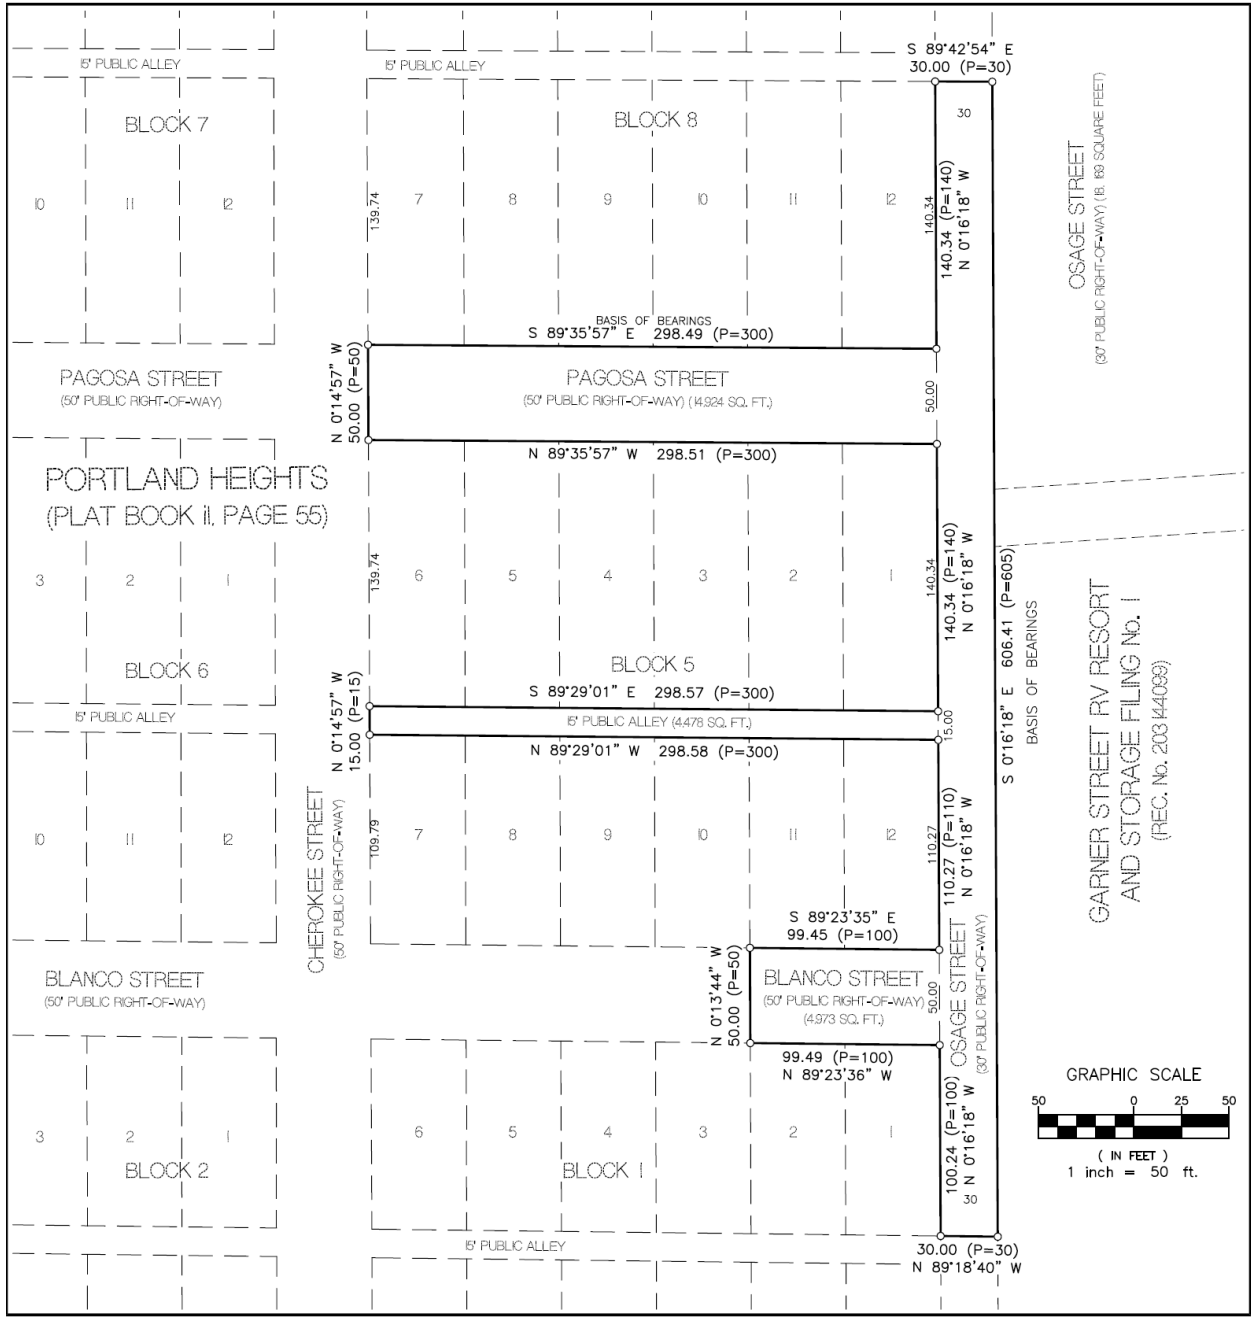 S 89°42'54" E
30.00 (P=30)
15' PUBLIC ALLEY
15' PUBLIC ALLEY
BLOCK 7
BLOCK 8
30
10
11
12
139.74
7
8
9
10
11
12
140.34
140.34 (P=140)
N 0°16'18" W
OSAGE STREET
(30' PUBLIC RIGHT-OF-WAY) (18, 189 SQUARE FEET)
BASIS OF BEARINGS
S 89°35'57" E 298.49 (P=300)
N 0°14'57" W
50.00 (P=50)
PAGOSA STREET
(50' PUBLIC RIGHT-OF-WAY)
PAGOSA STREET
(50' PUBLIC RIGHT-OF-WAY) (14,924 SQ. FT.)
50.00
N 89°35'57" W 298.51 (P=300)
PORTLAND HEIGHTS
(PLAT BOOK 11, PAGE 55)
3
2
1
139.74
6
5
4
3
2
1
140.34
140.34 (P=140)
N 0°16'18" W
S 0°16'18" E 606.41 (P=605)
BASIS OF BEARINGS
GARNER STREET RV RESORT
AND STORAGE FILING No. 1
(REC. No. 203144099)
BLOCK 6
BLOCK 5
S 89°29'01" E 298.57 (P=300)
N 0°14'57" W
15.00 (P=15)
15' PUBLIC ALLEY
15' PUBLIC ALLEY (4,478 SQ. FT.)
15.00
N 89°29'01" W 298.58 (P=300)
CHEROKEE STREET
(50' PUBLIC RIGHT-OF-WAY)
10
11
12
109.79
7
8
9
10
11
12
110.27
110.27 (P=110)
N 0°16'18" W
S 89°23'35" E
99.45 (P=100)
N 0°13'44" W
50.00 (P=50)
BLANCO STREET
(50' PUBLIC RIGHT-OF-WAY)
BLANCO STREET
(50' PUBLIC RIGHT-OF-WAY)
(4,973 SQ. FT.)
50.00
OSAGE STREET
(30' PUBLIC RIGHT-OF-WAY)
99.49 (P=100)
N 89°23'36" W
GRAPHIC SCALE
50 0 25 50
( IN FEET )
1 inch = 50 ft.
3
2
1
6
5
4
3
2
1
100.24 (P=100)
N 0°16'18" W
BLOCK 2
BLOCK 1
30
15' PUBLIC ALLEY
30.00 (P=30)
N 89°18'40" W